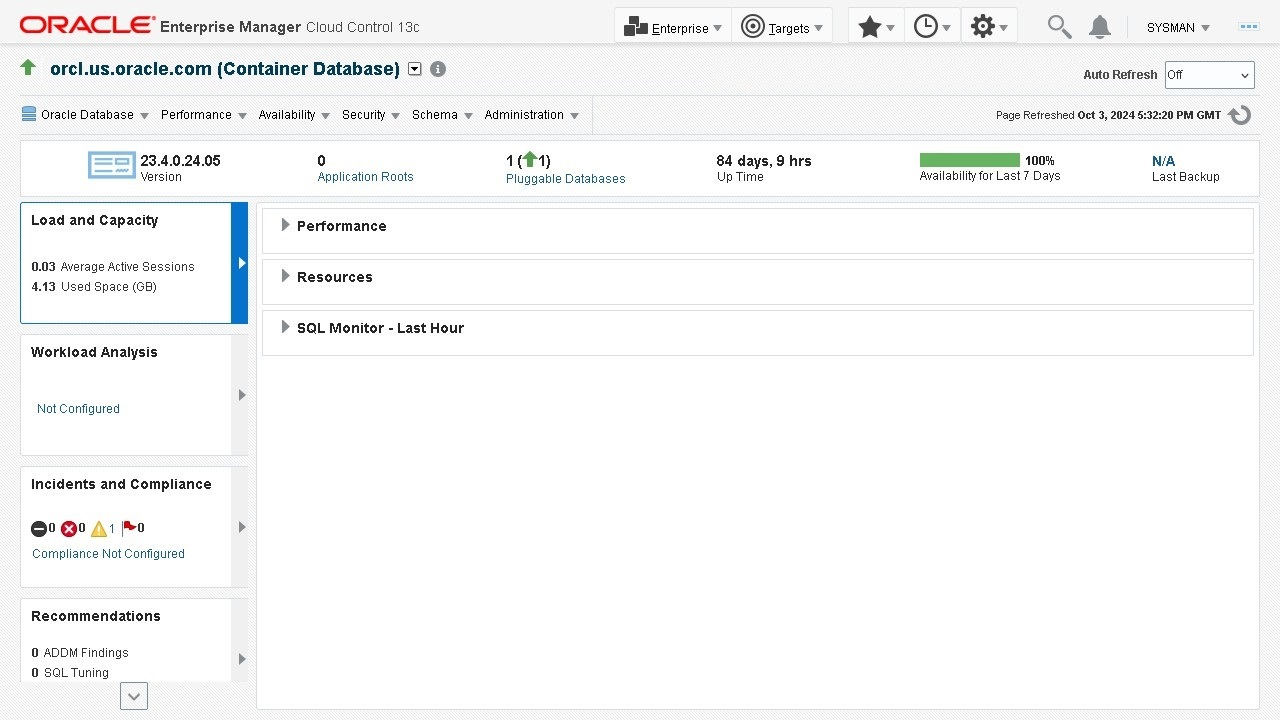 ORACLE Enterprise Manager Cloud Control 13c
Enterprise
Targets
SYSMAN
orcl.us.oracle.com (Container Database)
Auto Refresh Off
Oracle Database Performance Availability Security Schema Administration
Page Refreshed Oct 3, 2024 5:32:20 PM GMT
23.4.0.24.05
Version
0
Application Roots
1 (1)
Pluggable Databases
84 days, 9 hrs
Up Time
100%
Availability for Last 7 Days
N/A
Last Backup
Load and Capacity
0.03 Average Active Sessions
4.13 Used Space (GB)
Workload Analysis
Not Configured
Incidents and Compliance
0 0 1 0
Compliance Not Configured
Recommendations
0 ADDM Findings
0 SQL Tuning
Performance
Resources
SQL Monitor - Last Hour